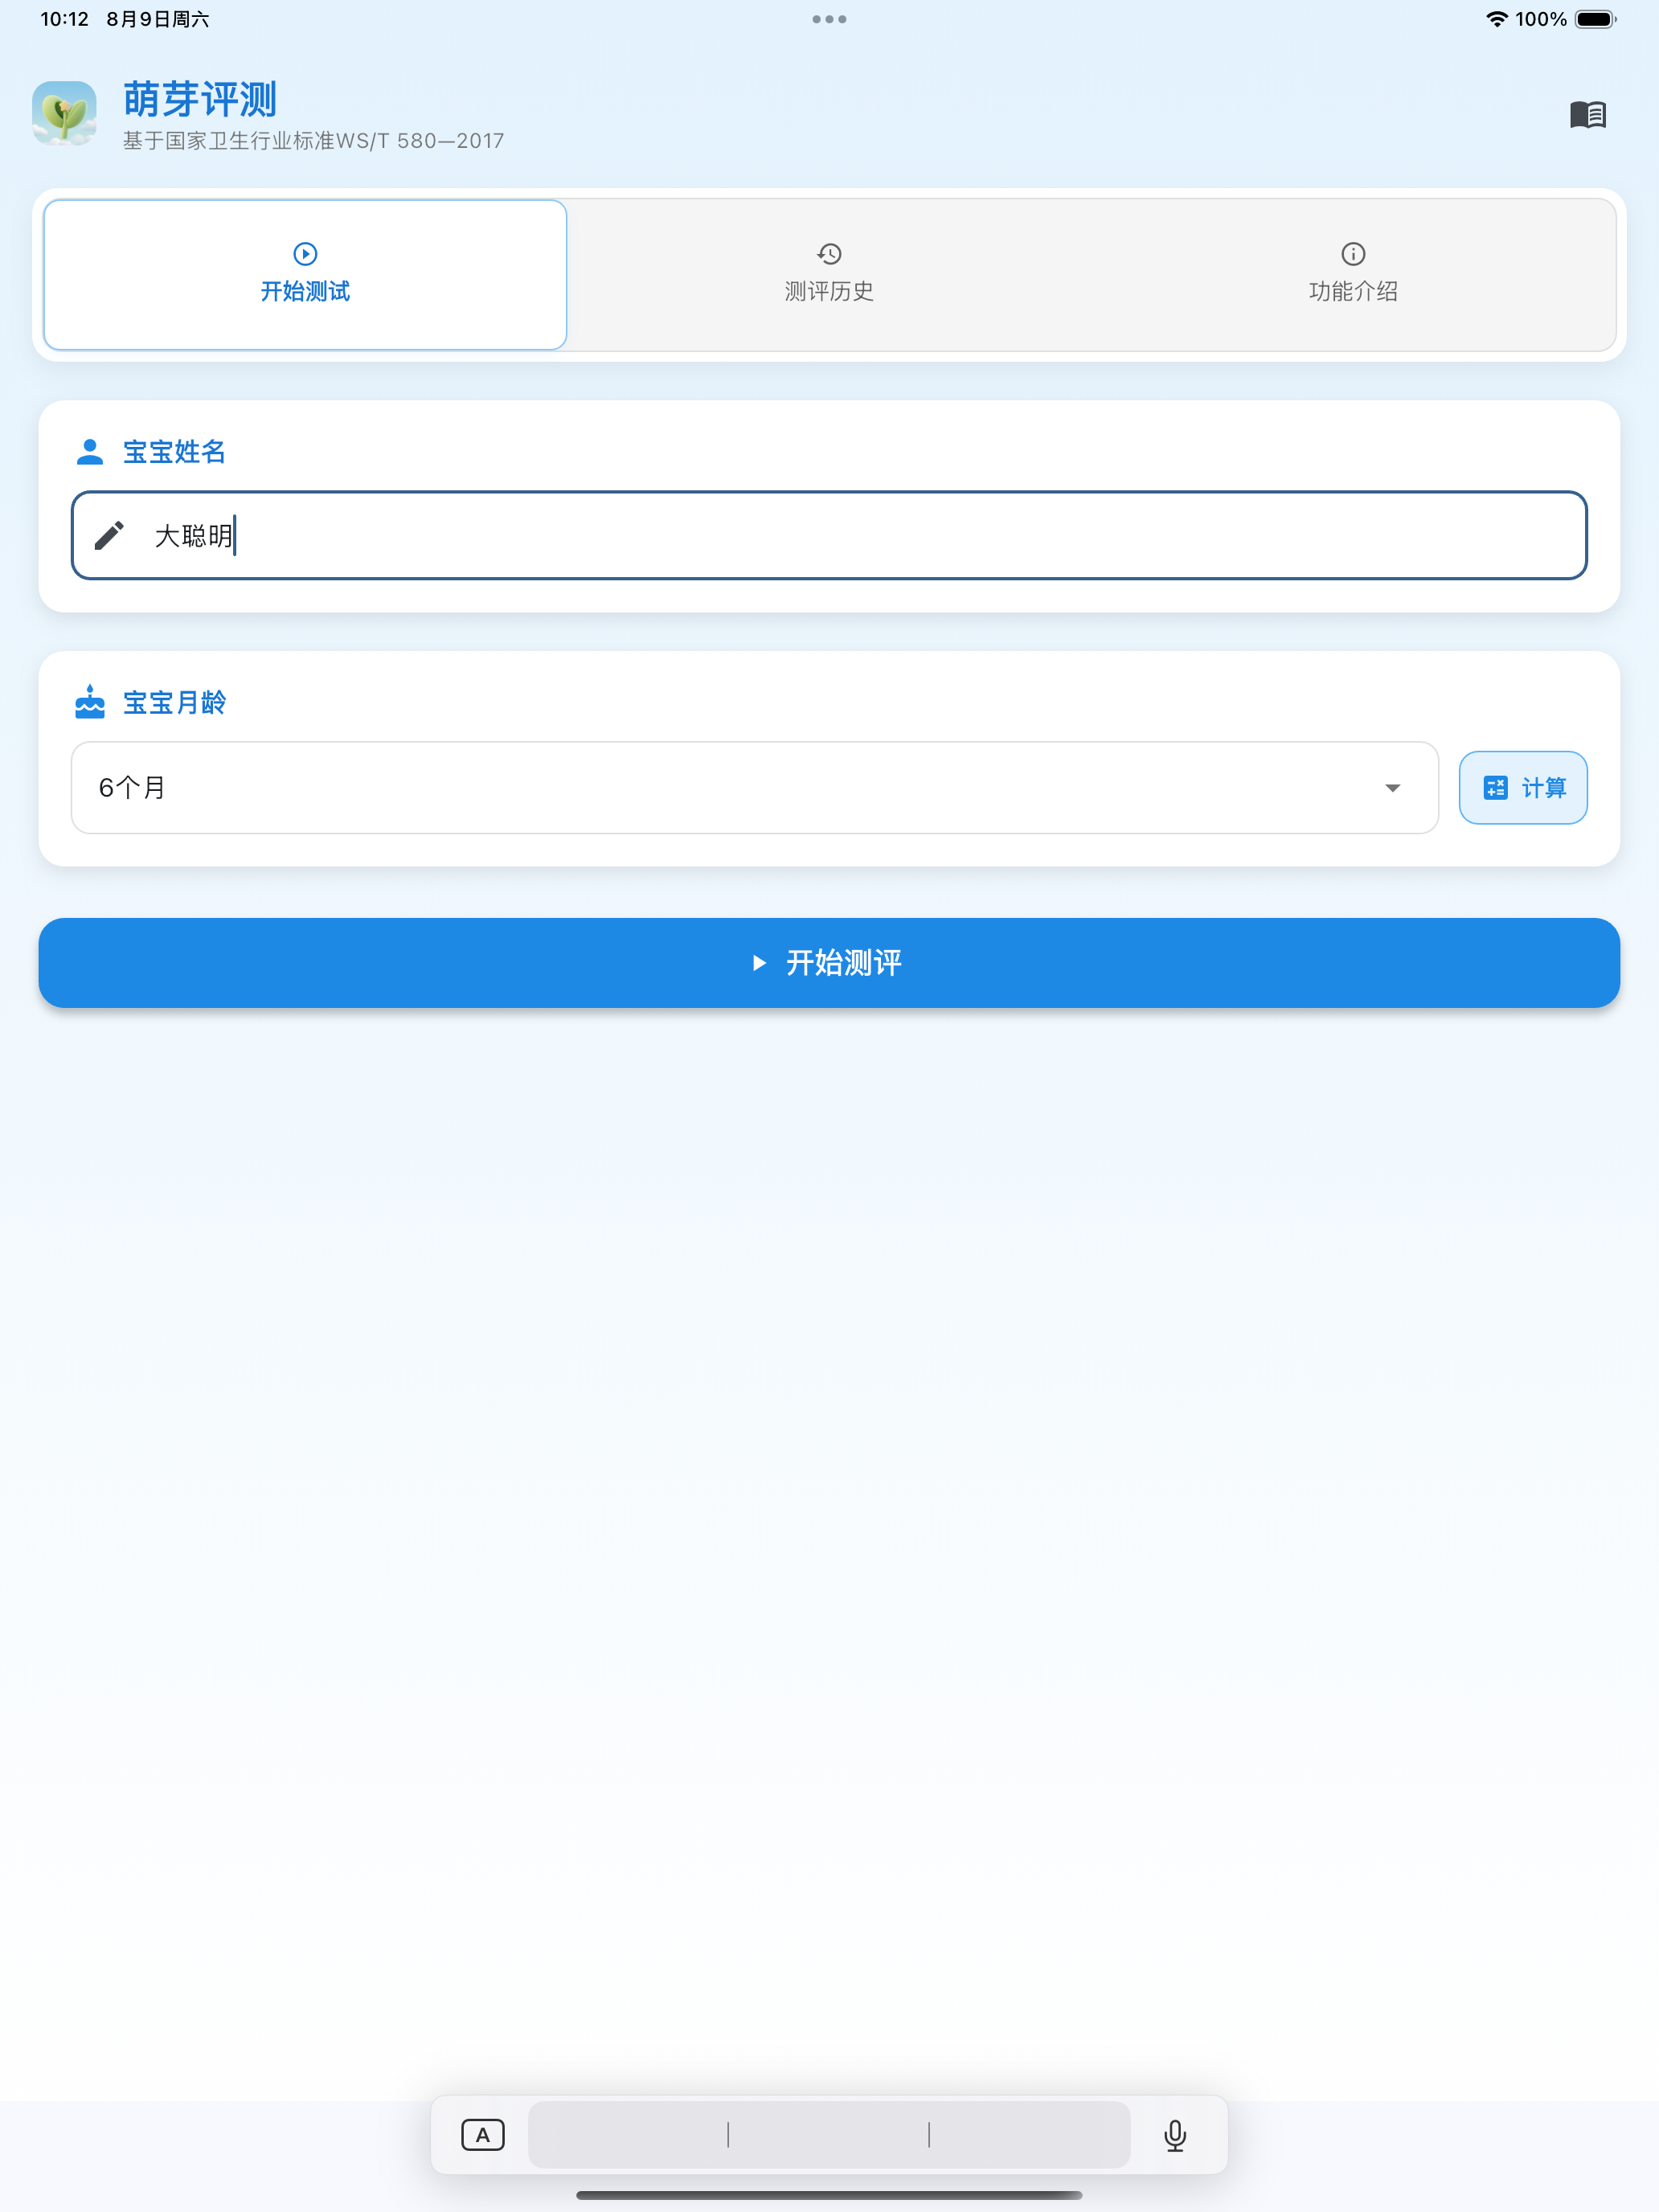 10:12 8月9日周六
100%
萌芽评测
基于国家卫生行业标准WS/T 580—2017
开始测试
测评历史
功能介绍
宝宝姓名
大聪明
宝宝月龄
6个月
计算
开始测评
A